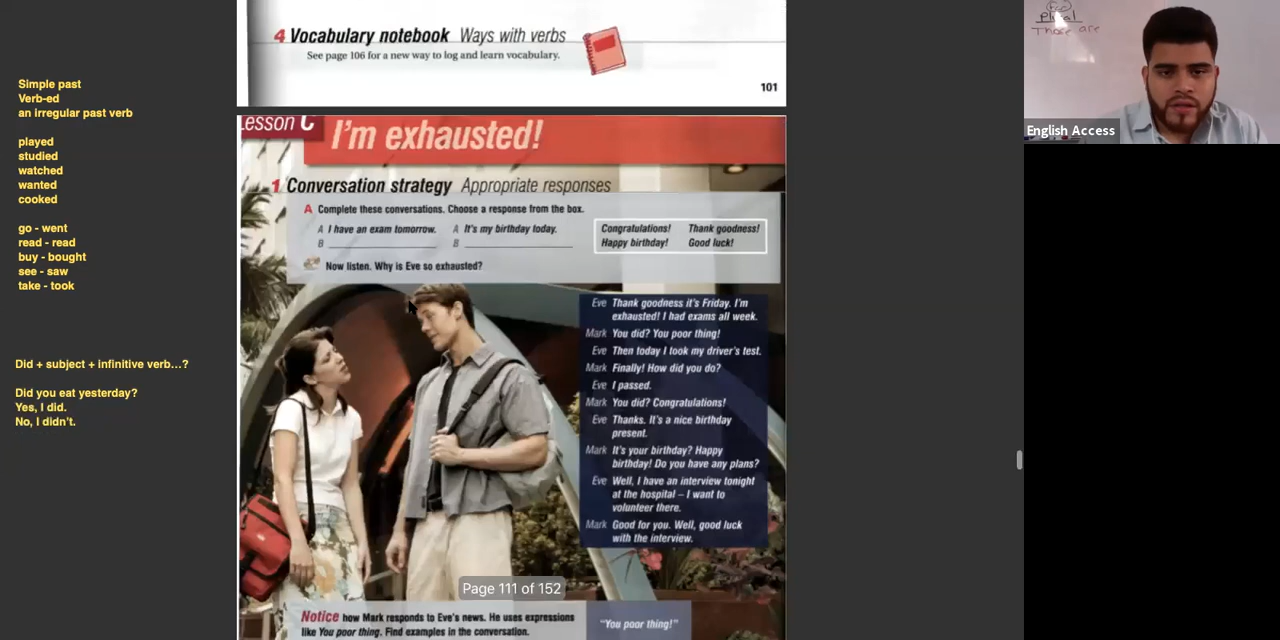 Simple past
Verb-ed
an irregular past verb
played
studied
watched
wanted
cooked
go - went
read - read
buy - bought
see - saw
take - took
Did + subject + infinitive verb...?
Did you eat yesterday?
Yes, I did.
No, I didn't.
4 Vocabulary notebook Ways with verbs
See page 106 for a new way to log and learn vocabulary.
101
Lesson C I'm exhausted!
1 Conversation strategy Appropriate responses
A Complete these conversations. Choose a response from the box.
A I have an exam tomorrow.
B
A It's my birthday today.
B
Congratulations! Thank goodness!
Happy birthday! Good luck!
Now listen. Why is Eve so exhausted?
Eve Thank goodness it's Friday. I'm
exhausted! I had exams all week.
Mark You did? You poor thing!
Eve Then today I took my driver's test.
Mark Finally! How did you do?
Eve I passed.
Mark You did? Congratulations!
Eve Thanks. It's a nice birthday
present.
Mark It's your birthday? Happy
birthday! Do you have any plans?
Eve Well, I have an interview tonight
at the hospital – I want to
volunteer there.
Mark Good for you. Well, good luck
with the interview.
Page 111 of 152
Notice how Mark responds to Eve's news. He uses expressions
like You poor thing. Find examples in the conversation.
"You poor thing!"
Plural
Those are
English Access